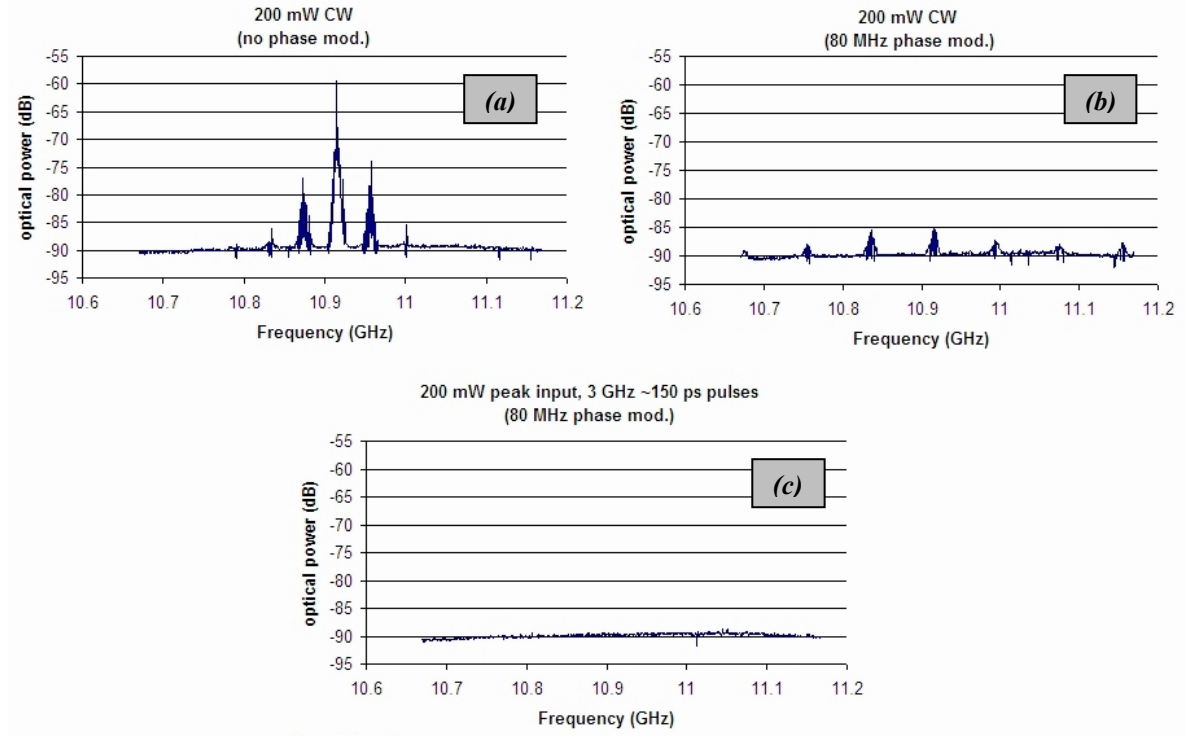 200 mW CW
(no phase mod.)
optical power (dB)
-55
-60
-65
-70
-75
-80
-85
-90
-95
(a)
10.6 10.7 10.8 10.9 11 11.1 11.2
Frequency (GHz)
200 mW CW
(80 MHz phase mod.)
optical power (dB)
-55
-60
-65
-70
-75
-80
-85
-90
-95
(b)
10.6 10.7 10.8 10.9 11 11.1 11.2
Frequency (GHz)
200 mW peak input, 3 GHz ~150 ps pulses
(80 MHz phase mod.)
optical power (dB)
-55
-60
-65
-70
-75
-80
-85
-90
-95
(c)
10.6 10.7 10.8 10.9 11 11.1 11.2
Frequency (GHz)